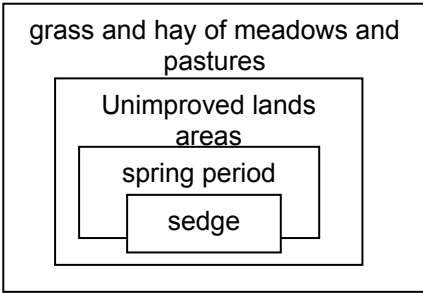 grass and hay of meadows and
pastures
Unimproved lands
areas
spring period
sedge